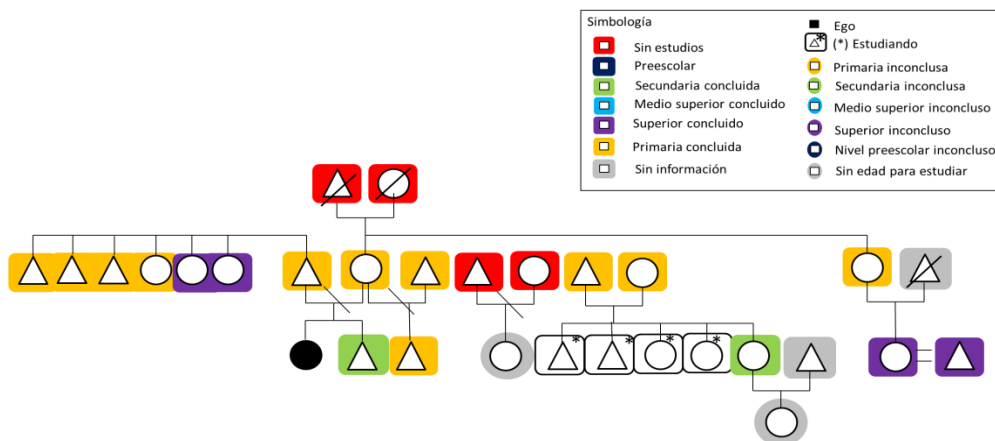 Simbología
Sin estudios
Preescolar
Secundaria concluida
Medio superior concluido
Superior concluido
Primaria concluida
Sin información
Ego
(*) Estudiando
Primaria inconclusa
Secundaria inconclusa
Medio superior inconcluso
Superior inconcluso
Nivel preescolar inconcluso
Sin edad para estudiar
*
* * * *